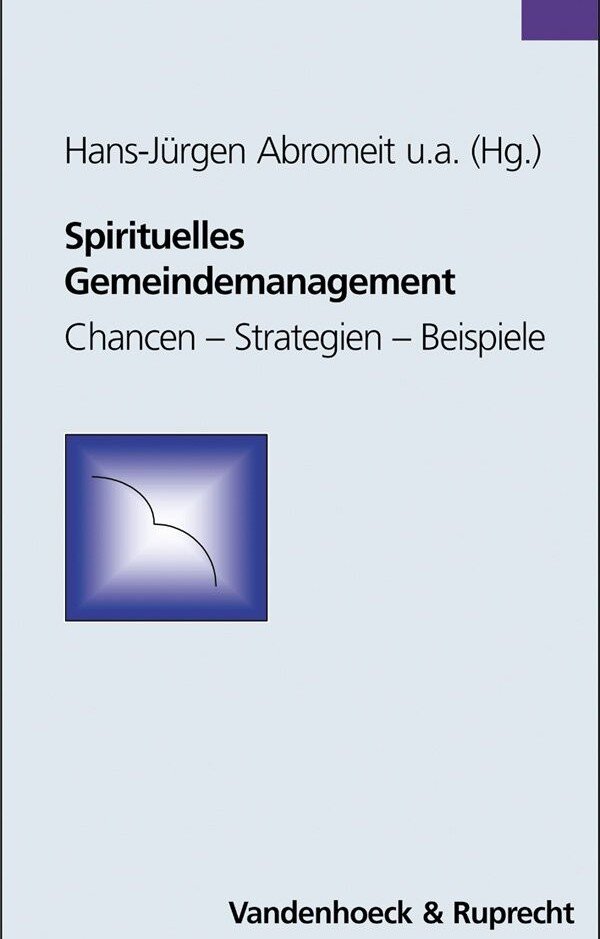 Hans-Jürgen Abromeit u.a. (Hg.)
Spirituelles
Gemeindemanagement
Chancen – Strategien – Beispiele
Vandenhoeck & Ruprecht